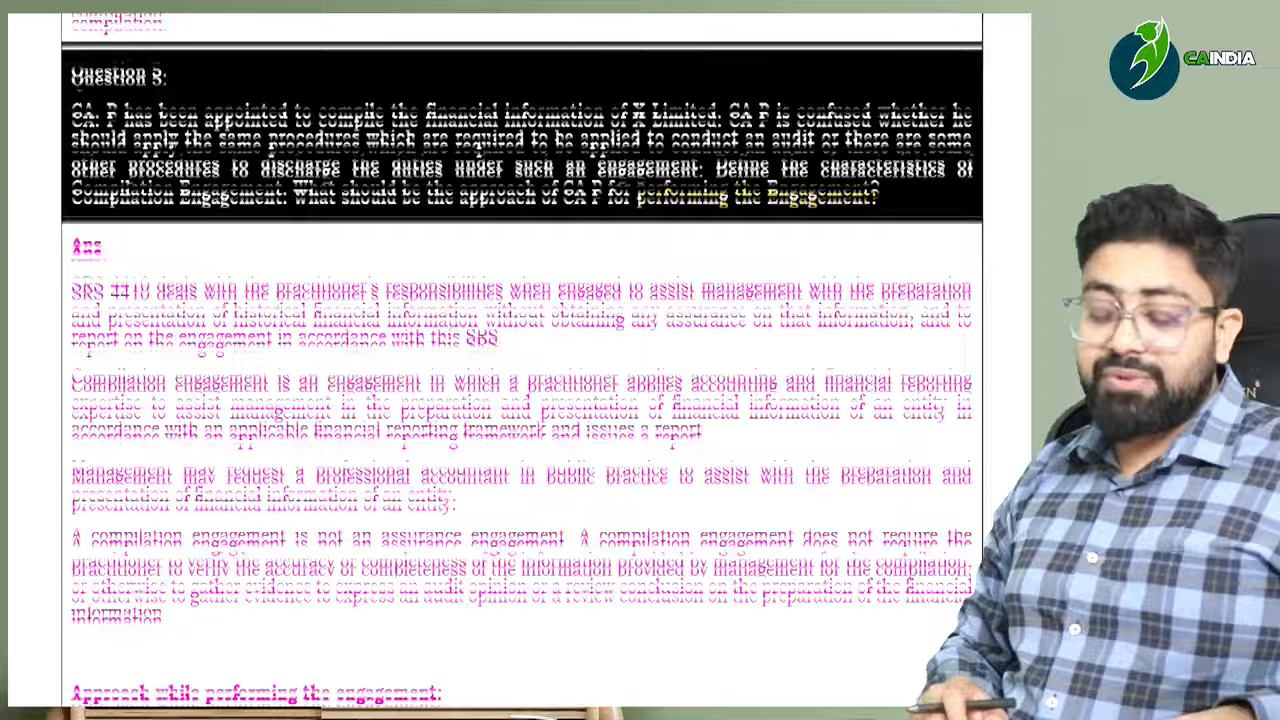 compilation.
CAINDIA
Question 5:
CA. P has been appointed to compile the financial information of X Limited. CA P is confused whether he
should apply the same procedures which are required to be applied to conduct an audit or there are some
other procedures to discharge the duties under such an engagement. Define the characteristics of
Compilation Engagement. What should be the approach of CA P for performing the Engagement?
Ans
SRS 4410 deals with the practitioner's responsibilities when engaged to assist management with the preparation
and presentation of historical financial information without obtaining any assurance on that information, and to
report on the engagement in accordance with this SRS
Compilation engagement is an engagement in which a practitioner applies accounting and financial reporting
expertise to assist management in the preparation and presentation of financial information of an entity in
accordance with an applicable financial reporting framework and issues a report
Management may request a professional accountant in public practice to assist with the preparation and
presentation of financial information of an entity.
A compilation engagement is not an assurance engagement. A compilation engagement does not require the
practitioner to verify the accuracy or completeness of the information provided by management for the compilation,
or otherwise to gather evidence to express an audit opinion or a review conclusion on the preparation of the financial
information
Approach while performing the engagement: